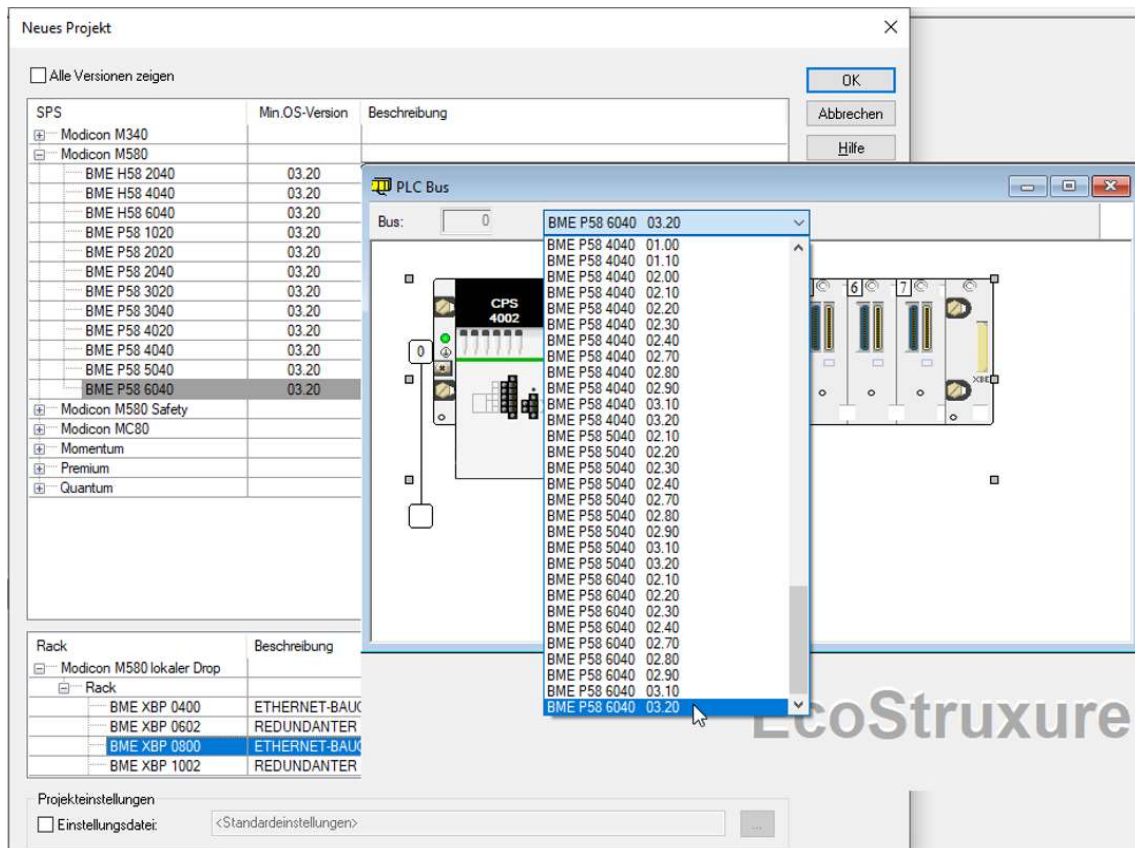 Neues Projekt
Alle Versionen zeigen
OK
Abbrechen
Hilfe
SPS Min.OS-Version Beschreibung
Modicon M340
Modicon M580
BME H58 2040 03.20
BME H58 4040 03.20
BME H58 6040 03.20
BME P58 1020 03.20
BME P58 2020 03.20
BME P58 2040 03.20
BME P58 3020 03.20
BME P58 3040 03.20
BME P58 4020 03.20
BME P58 4040 03.20
BME P58 5040 03.20
BME P58 6040 03.20
Modicon M580 Safety
Modicon MC80
Momentum
Premium
Quantum
PLC Bus
Bus: 0 BME P58 6040 03.20
BME P58 4040 01.00
BME P58 4040 01.10
BME P58 4040 02.00
BME P58 4040 02.10
BME P58 4040 02.20
BME P58 4040 02.30
BME P58 4040 02.40
BME P58 4040 02.70
BME P58 4040 02.80
BME P58 4040 02.90
BME P58 4040 03.10
BME P58 4040 03.20
BME P58 5040 02.10
BME P58 5040 02.20
BME P58 5040 02.30
BME P58 5040 02.40
BME P58 5040 02.70
BME P58 5040 02.80
BME P58 5040 02.90
BME P58 5040 03.10
BME P58 5040 03.20
BME P58 6040 02.10
BME P58 6040 02.20
BME P58 6040 02.30
BME P58 6040 02.40
BME P58 6040 02.70
BME P58 6040 02.80
BME P58 6040 02.90
BME P58 6040 03.10
BME P58 6040 03.20
CPS
4002
0
6 7
XBE
Rack Beschreibung
Modicon M580 lokaler Drop
Rack
BME XBP 0400 ETHERNET-BAUG
BME XBP 0602 REDUNDANTER
BME XBP 0800 ETHERNET-BAUG
BME XBP 1002 REDUNDANTER
EcoStruxure
Projekteinstellungen
Einstellungsdatei: <Standardeinstellungen> ...